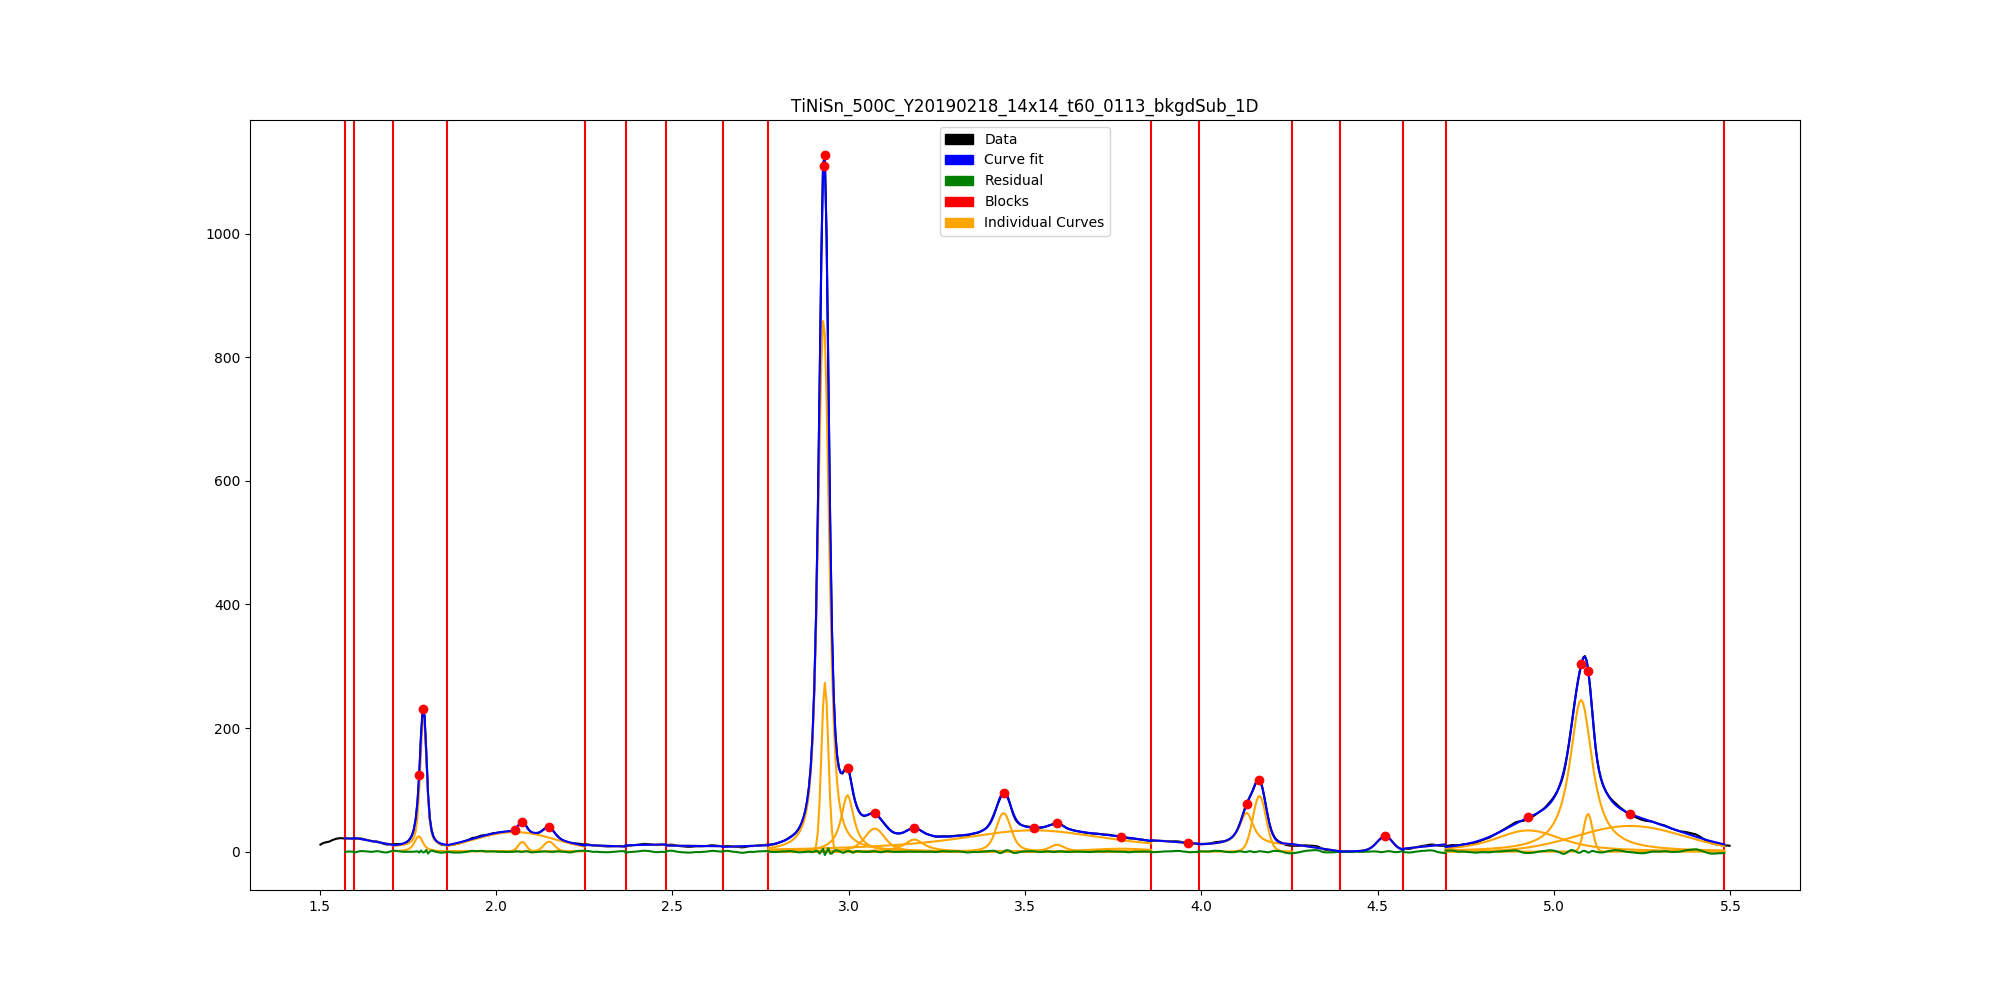 TiNiSn_500C_Y20190218_14x14_t60_0113_bkgdSub_1D
Data
Curve fit
Residual
Blocks
Individual Curves
1000
800
600
400
200
0
1.5 2.0 2.5 3.0 3.5 4.0 4.5 5.0 5.5